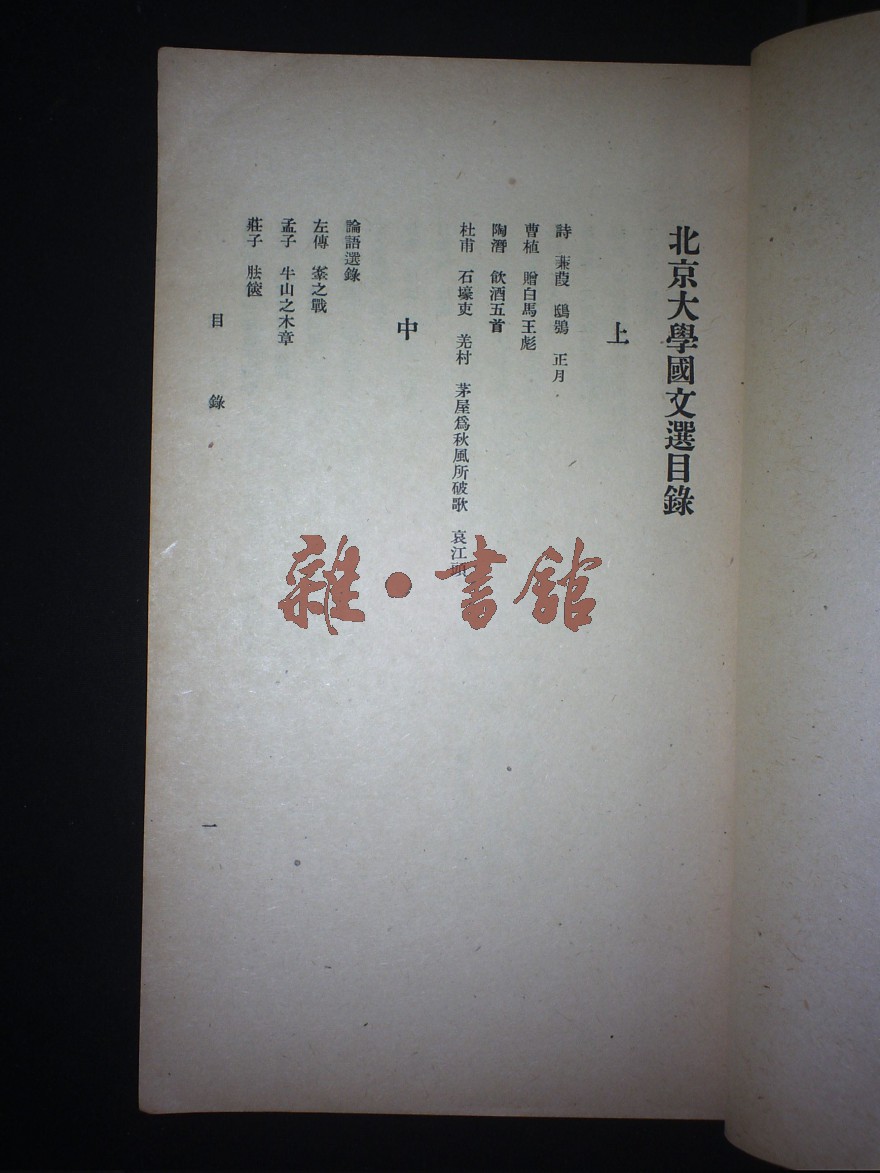 北京大學國文選目錄
上
詩　蒹葭　鴟鴞　正月
曹植　贈白馬王彪
陶潛　飲酒五首
杜甫　石壕吏　羌村　茅屋爲秋風所破歌　哀江頭
中
論語選錄
左傳　鞌之戰
孟子　牛山之木章
莊子　胠篋
目錄
一
雜·書館